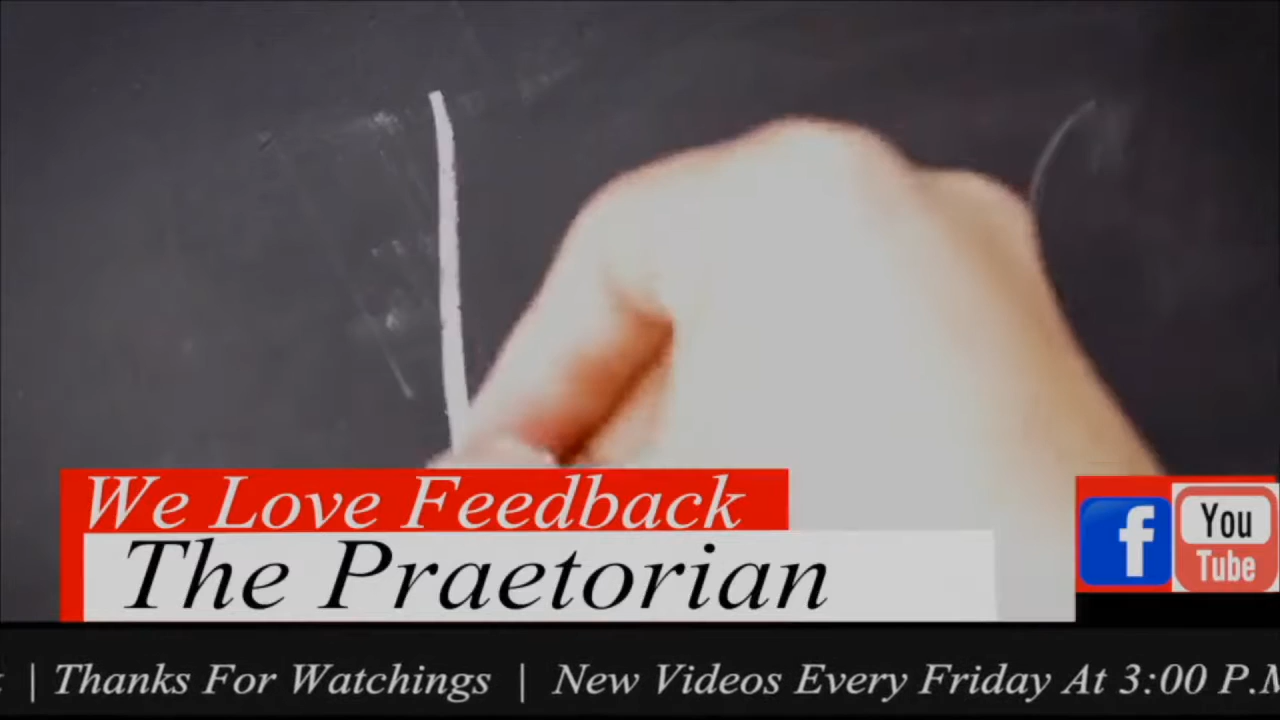 We Love Feedback
The Praetorian
f
You
Tube
| Thanks For Watchings | New Videos Every Friday At 3:00